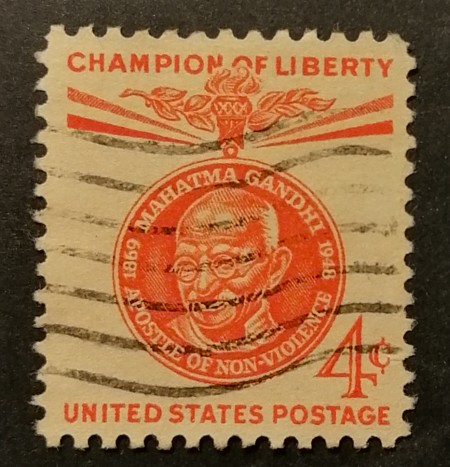 CHAMPION OF LIBERTY
MAHATMA GANDHI
1869 1948
APOSTLE OF NON-VIOLENCE
4¢
UNITED STATES POSTAGE